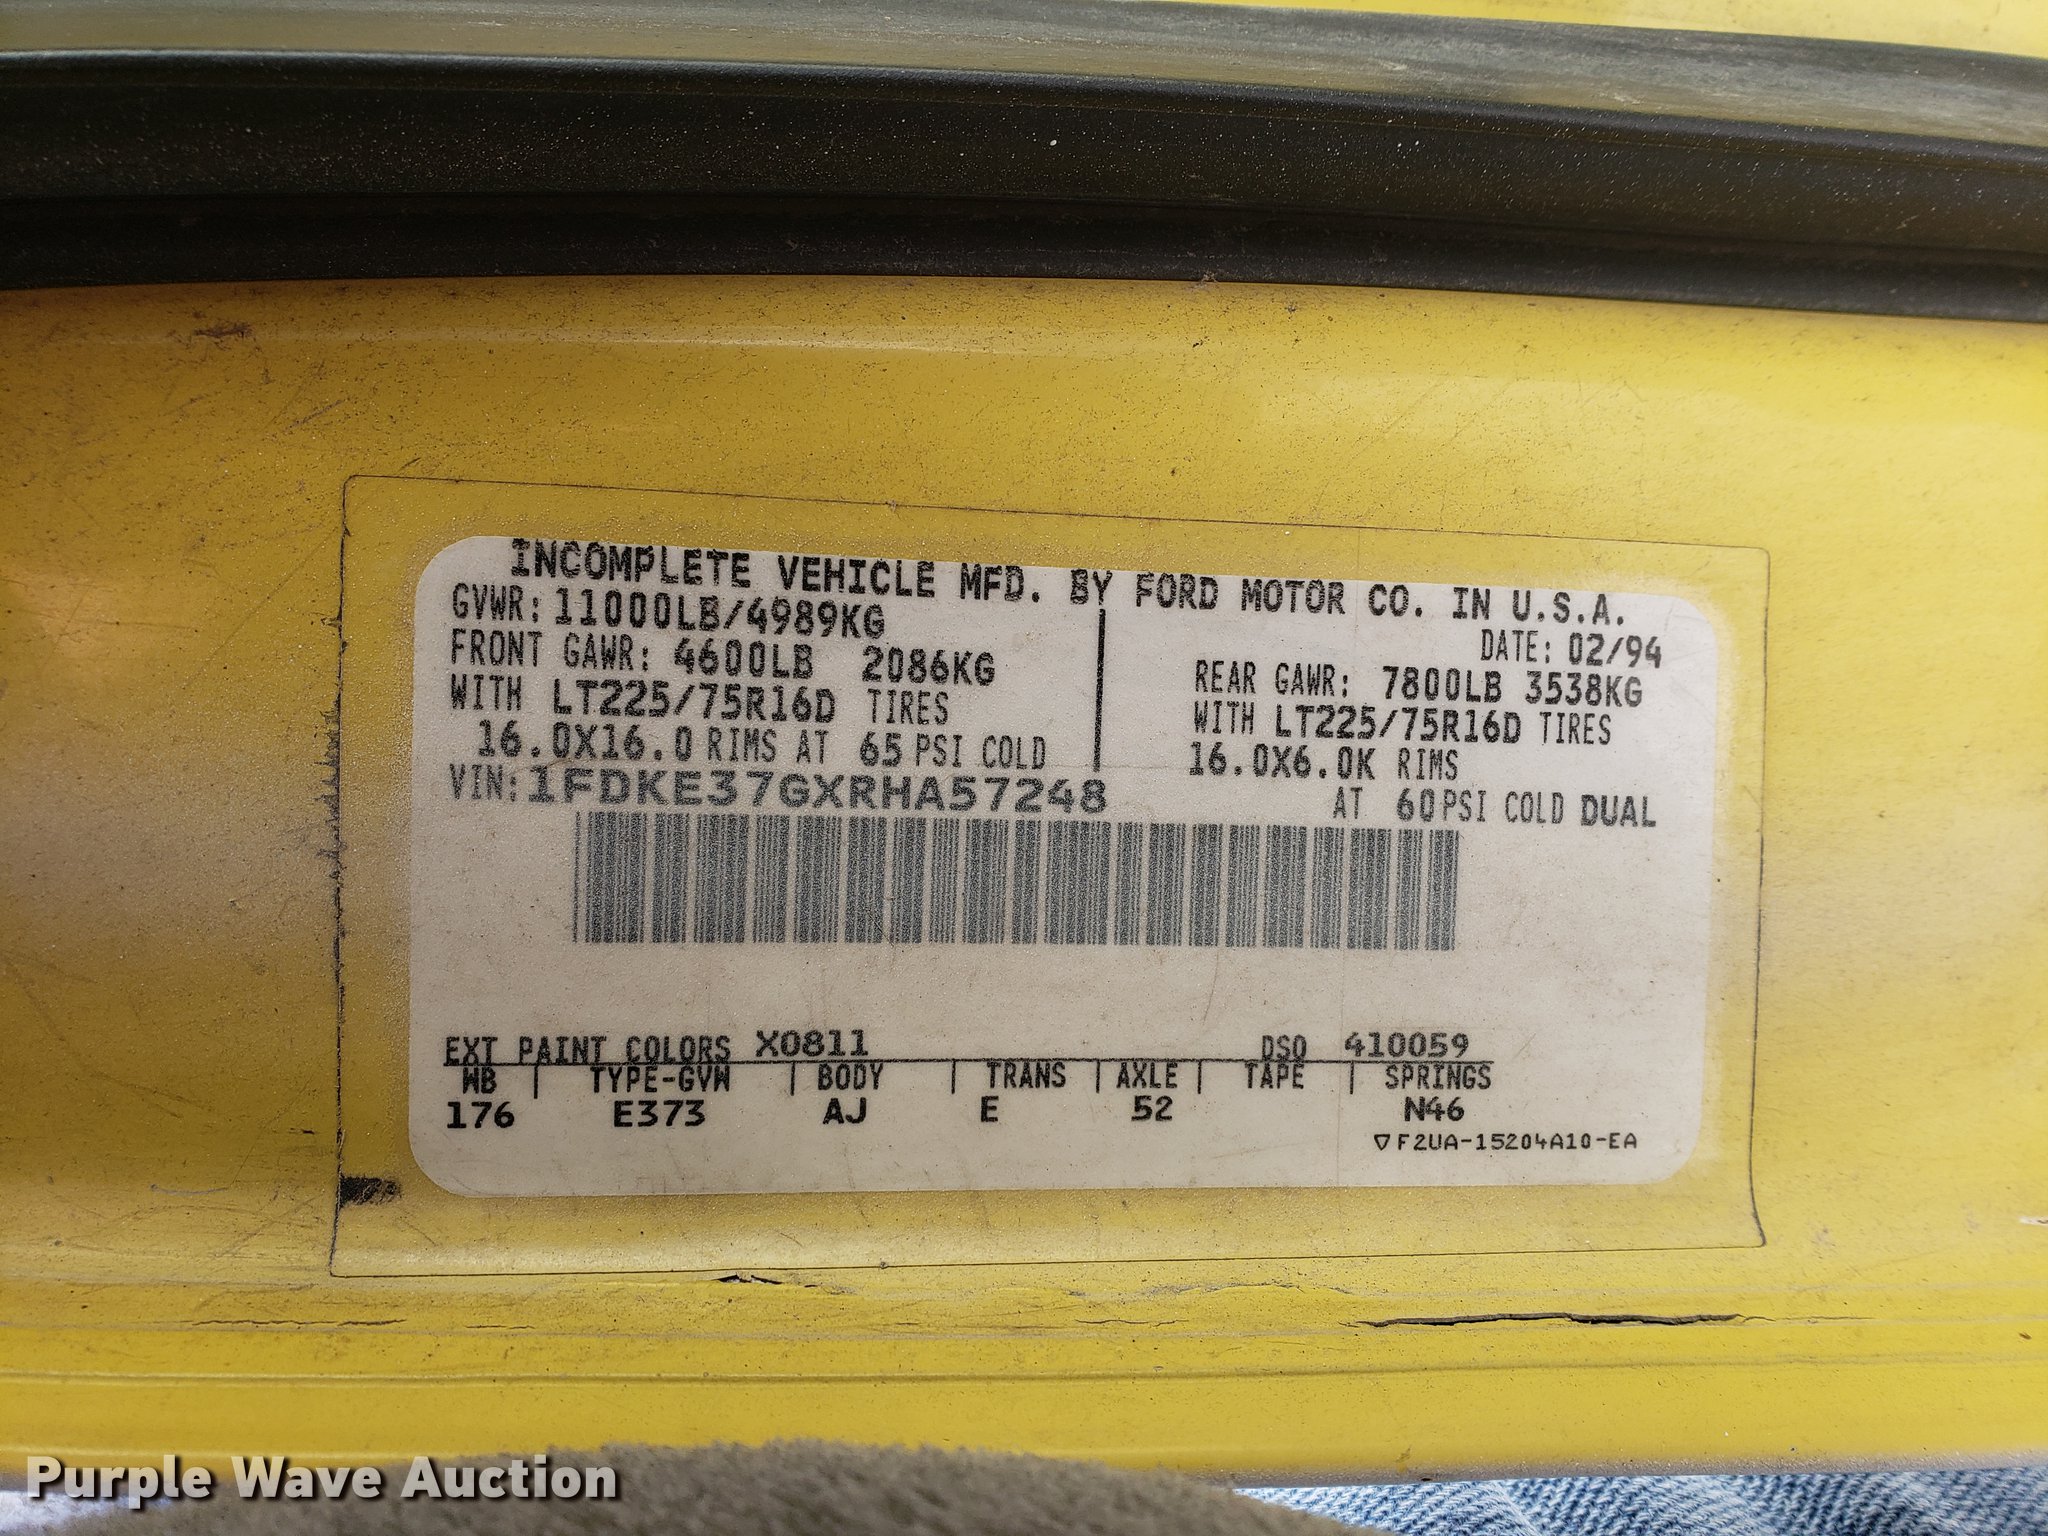 INCOMPLETE VEHICLE MFD. BY FORD MOTOR CO. IN U.S.A.
GVWR: 11000LB/4989KG
DATE: 02/94
FRONT GAWR: 4600LB 2086KG
WITH LT225/75R16D TIRES
16.0X16.0 RIMS AT 65 PSI COLD
REAR GAWR: 7800LB 3538KG
WITH LT225/75R16D TIRES
16.0X6.0K RIMS
AT 60 PSI COLD DUAL
VIN: 1FDKE37GXRHA57248
EXT PAINT COLORS X0811 DSO 410059
WB | TYPE-GVW | BODY | TRANS | AXLE | TAPE | SPRINGS
176 E373 AJ E 52 N46
▽F2UA-15204A10-EA
Purple Wave Auction